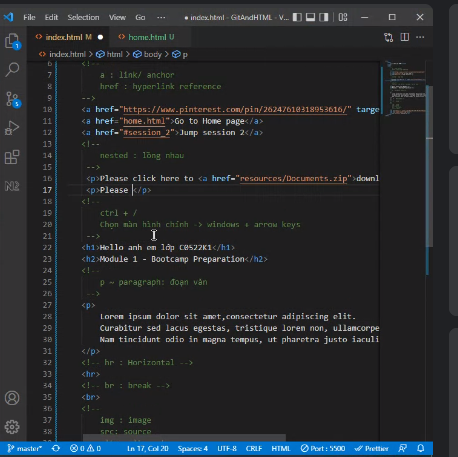 File Edit Selection View Go ··· index.html - GitAndHTML - V...
index.html M home.html U
index.html > html > body > p
6 <!--
7 a : link/ anchor
8 href : hyperlink reference
9 -->
10 <a href="https://www.pinterest.com/pin/26247610318953616/" targe
11 <a href="home.html">Go to Home page</a>
12 <a href="#session_2">Jump session 2</a>
13 <!--
14 nested : lồng nhau
15 -->
16 <p>Please click here to <a href="resources/Documents.zip">downl
17 <p>Please </p>
18 <!--
19 ctrl + /
20 Chọn màn hình chính -> windows + arrow keys
21 -->
22 <h1>Hello anh em lớp C0522K1</h1>
23 <h2>Module 1 - Bootcamp Preparation</h2>
24 <!--
25 p ~ paragraph: đoạn văn
26 -->
27 <p>
28 Lorem ipsum dolor sit amet,consectetur adipiscing elit.
29 Curabitur sed lacus egestas, tristique lorem non, ullamcorpe
30 Nam tincidunt odio in magna tempus, ut pharetra justo iaculi
31 </p>
32 <!-- hr : Horizontal -->
33 <hr>
34 <!-- br : break -->
35 <br>
36 <!--
37 img : image
38 src: source
master* 0 0 Ln 17, Col 20 Spaces: 4 UTF-8 CRLF HTML Port : 5500 Prettier